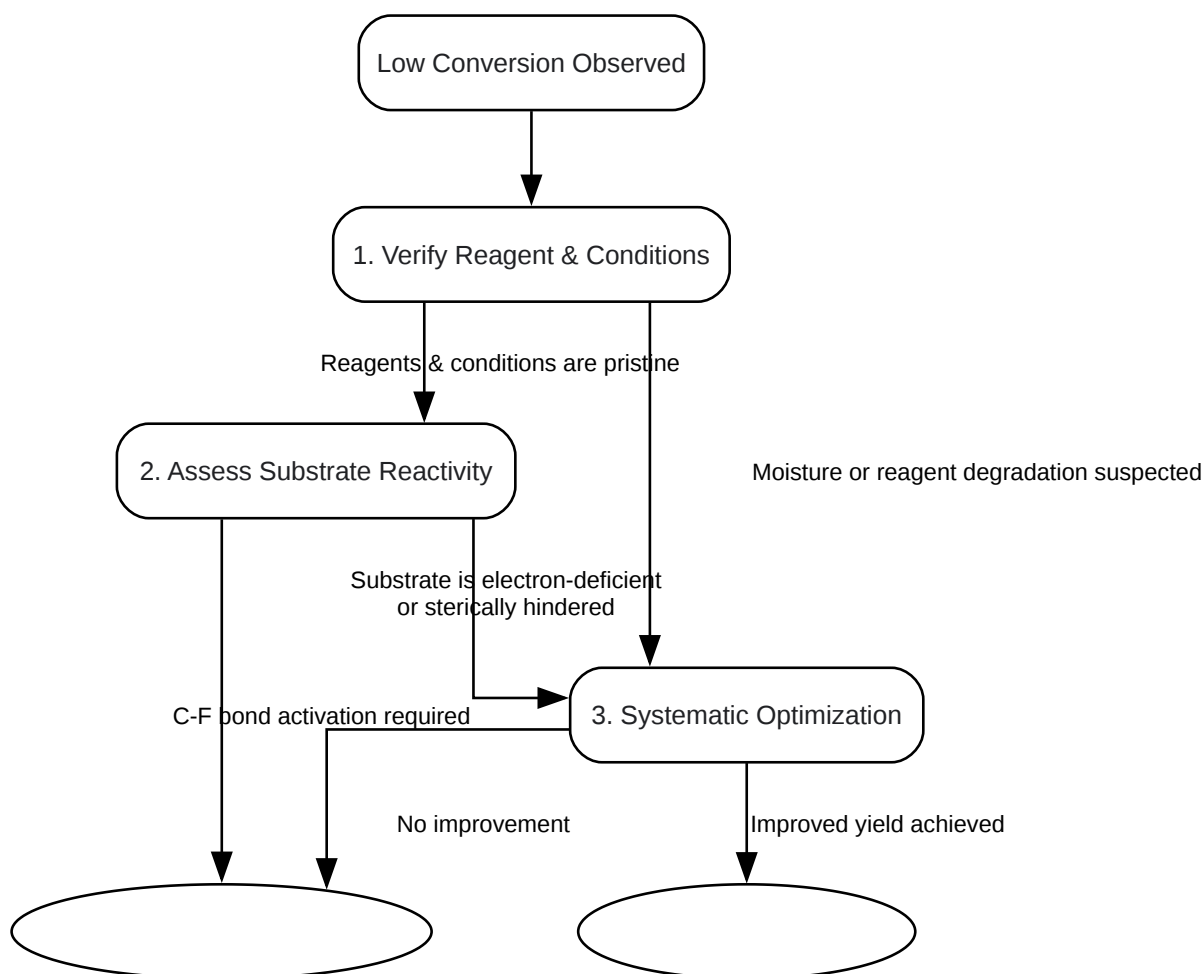 Low Conversion Observed
1. Verify Reagent & Conditions
Reagents & conditions are pristine
2. Assess Substrate Reactivity
Moisture or reagent degradation suspected
Substrate is electron-deficient
or sterically hindered
C-F bond activation required
3. Systematic Optimization
No improvement
Improved yield achieved